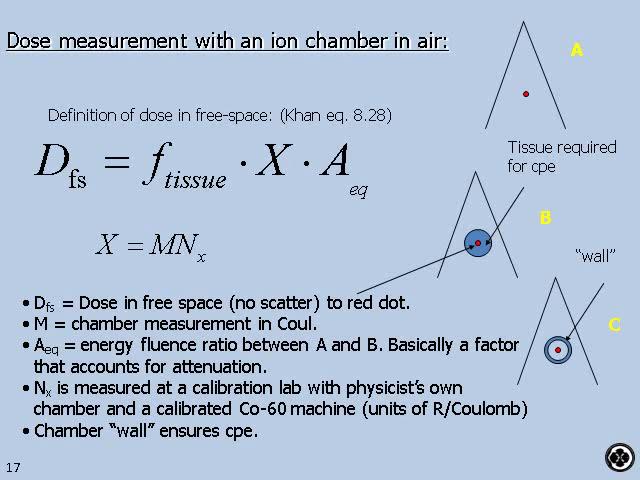 Dose measurement with an ion chamber in air:
A
Definition of dose in free-space: (Khan eq. 8.28)
D_fs = f_tissue · X · A_eq
Tissue required
for cpe
B
X = MN_x
"wall"
• D_fs = Dose in free space (no scatter) to red dot.
• M = chamber measurement in Coul.
C
• A_eq = energy fluence ratio between A and B. Basically a factor
that accounts for attenuation.
• N_x is measured at a calibration lab with physicist's own
chamber and a calibrated Co-60 machine (units of R/Coulomb)
• Chamber "wall" ensures cpe.
17